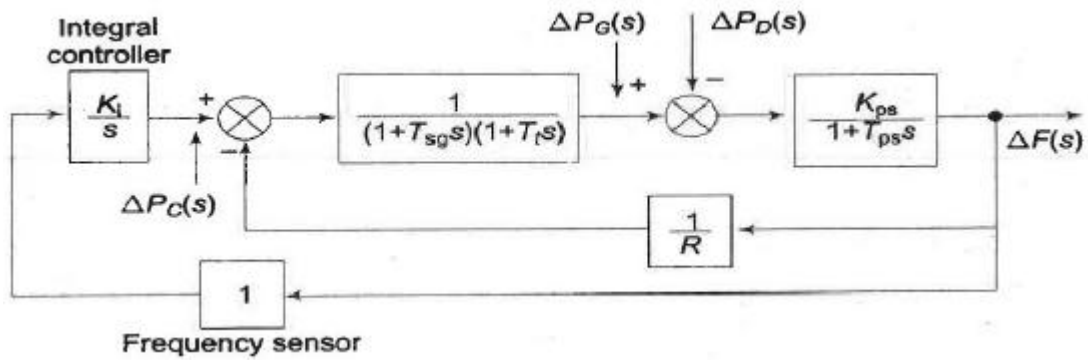 Integral
controller
K_i
s
+
−
ΔP_C(s)
1
(1+T_sg s)(1+T_t s)
ΔP_G(s)
+
ΔP_D(s)
−
K_ps
1+T_ps s
ΔF(s)
1
R
1
Frequency sensor